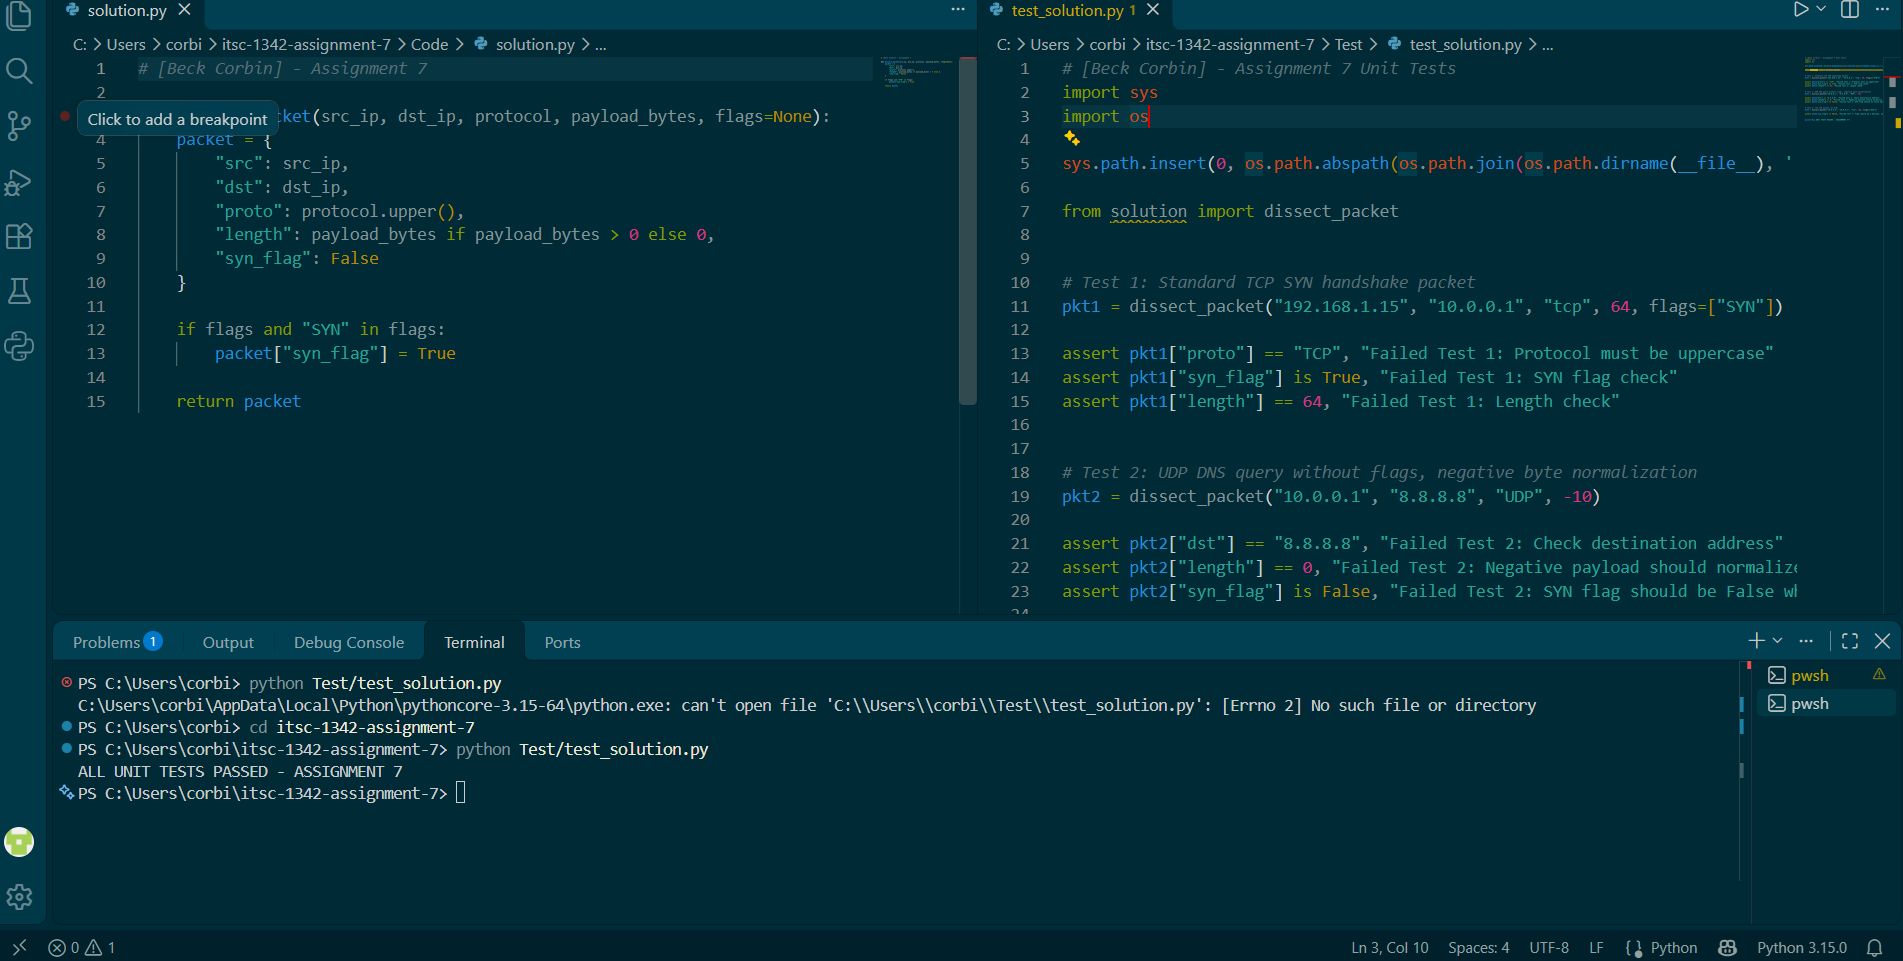 solution.py
C: > Users > corbi > itsc-1342-assignment-7 > Code > solution.py > ...
1 # [Beck Corbin] - Assignment 7
2
Click to add a breakpoint
cket(src_ip, dst_ip, protocol, payload_bytes, flags=None):
4 packet = {
5 "src": src_ip,
6 "dst": dst_ip,
7 "proto": protocol.upper(),
8 "length": payload_bytes if payload_bytes > 0 else 0,
9 "syn_flag": False
10 }
11
12 if flags and "SYN" in flags:
13 packet["syn_flag"] = True
14
15 return packet
test_solution.py 1
C: > Users > corbi > itsc-1342-assignment-7 > Test > test_solution.py > ...
1 # [Beck Corbin] - Assignment 7 Unit Tests
2 import sys
3 import os
4
5 sys.path.insert(0, os.path.abspath(os.path.join(os.path.dirname(__file__), '
6
7 from solution import dissect_packet
8
9
10 # Test 1: Standard TCP SYN handshake packet
11 pkt1 = dissect_packet("192.168.1.15", "10.0.0.1", "tcp", 64, flags=["SYN"])
12
13 assert pkt1["proto"] == "TCP", "Failed Test 1: Protocol must be uppercase"
14 assert pkt1["syn_flag"] is True, "Failed Test 1: SYN flag check"
15 assert pkt1["length"] == 64, "Failed Test 1: Length check"
16
17
18 # Test 2: UDP DNS query without flags, negative byte normalization
19 pkt2 = dissect_packet("10.0.0.1", "8.8.8.8", "UDP", -10)
20
21 assert pkt2["dst"] == "8.8.8.8", "Failed Test 2: Check destination address"
22 assert pkt2["length"] == 0, "Failed Test 2: Negative payload should normalize
23 assert pkt2["syn_flag"] is False, "Failed Test 2: SYN flag should be False wh
24
Problems 1 Output Debug Console Terminal Ports
PS C:\Users\corbi> python Test/test_solution.py
C:\Users\corbi\AppData\Local\Python\pythoncore-3.15-64\python.exe: can't open file 'C:\\Users\\corbi\\Test\\test_solution.py': [Errno 2] No such file or directory
PS C:\Users\corbi> cd itsc-1342-assignment-7
PS C:\Users\corbi\itsc-1342-assignment-7> python Test/test_solution.py
ALL UNIT TESTS PASSED - ASSIGNMENT 7
PS C:\Users\corbi\itsc-1342-assignment-7>
pwsh
pwsh
0 1 Ln 3, Col 10 Spaces: 4 UTF-8 LF { } Python Python 3.15.0